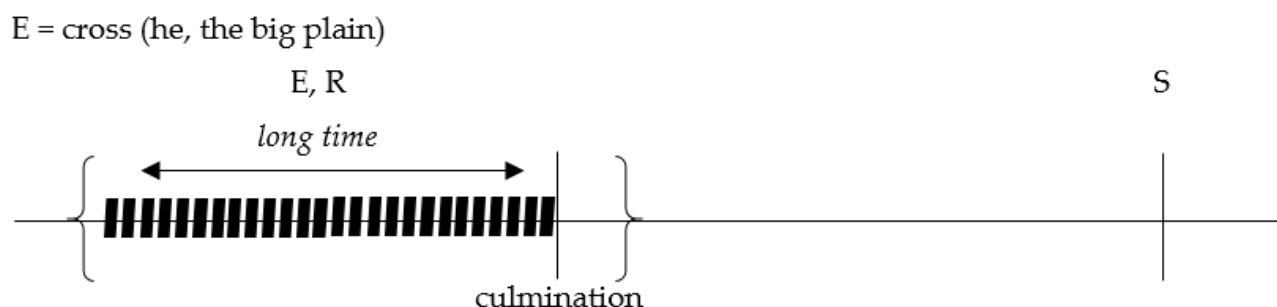 E = cross (he, the big plain)
E, R
S
long time
culmination